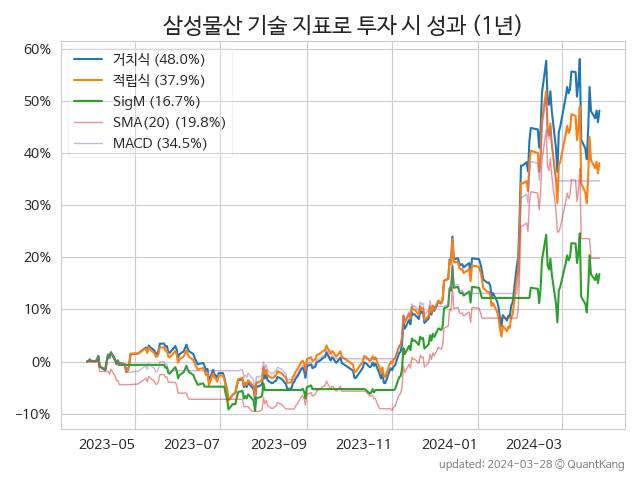 삼성물산 기술 지표로 투자 시 성과 (1년)
60%
50%
40%
30%
20%
10%
0%
−10%
거치식 (48.0%)
적립식 (37.9%)
SigM (16.7%)
SMA(20) (19.8%)
MACD (34.5%)
2023-05 2023-07 2023-09 2023-11 2024-01 2024-03
updated: 2024-03-28 © QuantKang